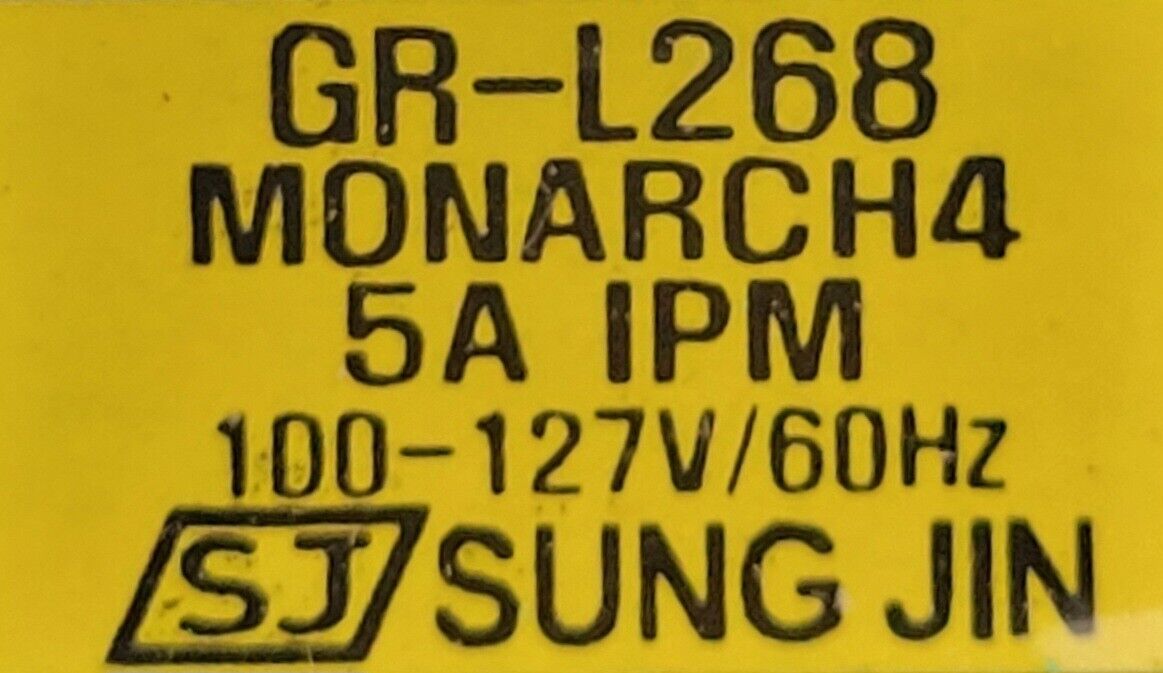 GR-L268
MONARCH4
5A IPM
100-127V/60Hz
SJ SUNG JIN